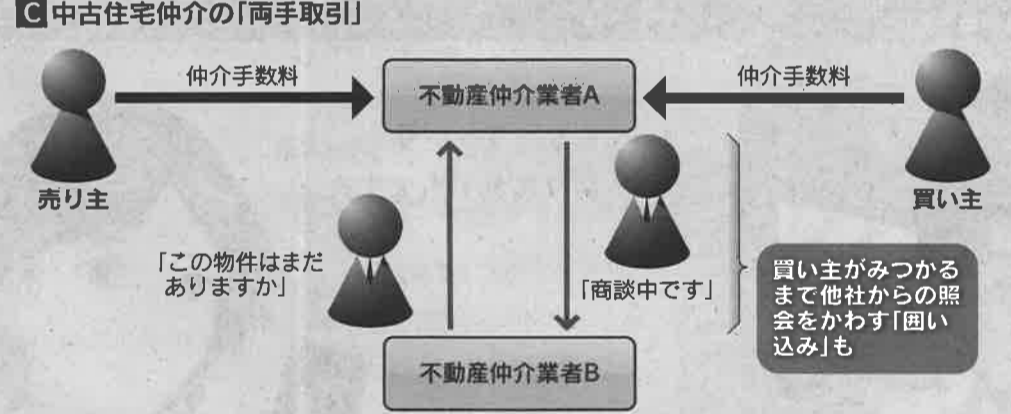 C 中古住宅仲介の「両手取引」
仲介手数料
不動産仲介業者A
仲介手数料
売り主
買い主
「この物件はまだ
ありますか」
「商談中です」
買い主がみつかる
まで他社からの照
会をかわす「囲い
込み」も
不動産仲介業者B